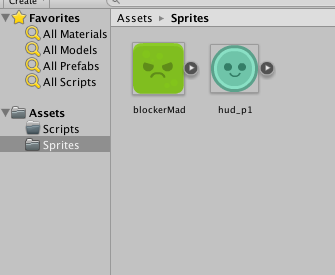 Create
Favorites
All Materials
All Models
All Prefabs
All Scripts
Assets
Scripts
Sprites
Assets Sprites
blockerMad
hud_p1